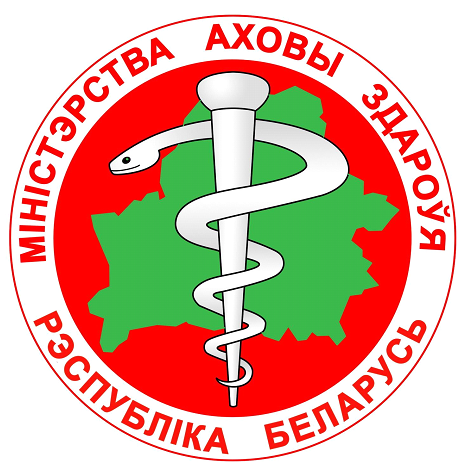 МІНІСТЭРСТВА АХОВЫ ЗДАРОЎЯ
РЭСПУБЛІКА БЕЛАРУСЬ